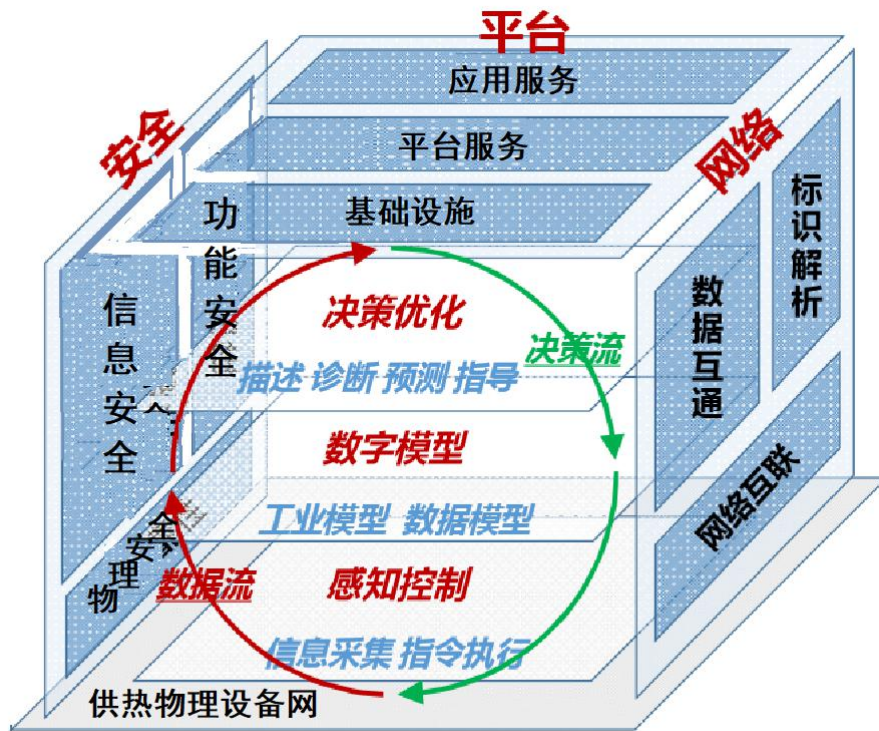 平台
应用服务
平台服务
基础设施
安全
功能安全
信息安全
物理安全
网络
标识解析
数据互通
网络互联
决策优化
决策流
描述 诊断 预测 指导
数字模型
工业模型 数据模型
数据流
感知控制
信息采集 指令执行
供热物理设备网